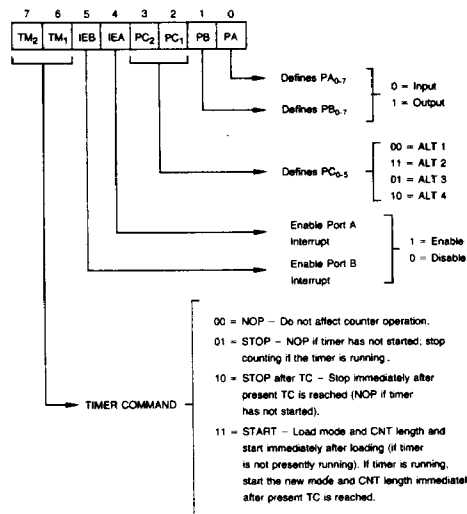 7 6 5 4 3 2 1 0
TM2 TM1 IEB IEA PC2 PC1 PB PA
Defines PA0-7
0 = Input
1 = Output
Defines PB0-7
Defines PC0-5
00 = ALT 1
11 = ALT 2
01 = ALT 3
10 = ALT 4
Enable Port A
Interrupt
1 = Enable
0 = Disable
Enable Port B
Interrupt
TIMER COMMAND
00 = NOP – Do not affect counter operation.
01 = STOP – NOP if timer has not started; stop
counting if the timer is running.
10 = STOP after TC – Stop immediately after
present TC is reached (NOP if timer
has not started).
11 = START – Load mode and CNT length and
start immediately after loading (if timer
is not presently running). If timer is running,
start the new mode and CNT length immediatel
after present TC is reached.